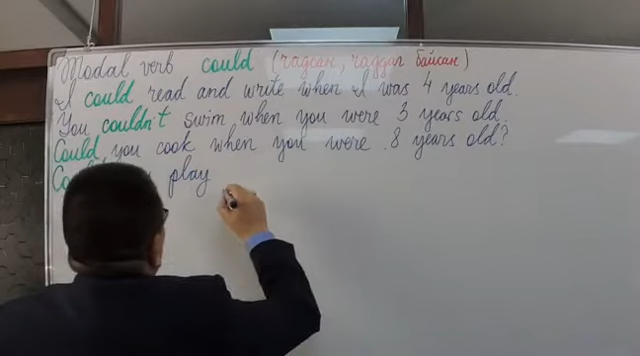 Modal verb could (чадсан, чаддаг байсан)
I could read and write when I was 4 years old.
You couldn't swim when you were 3 years old.
Could you cook when you were 8 years old?
play